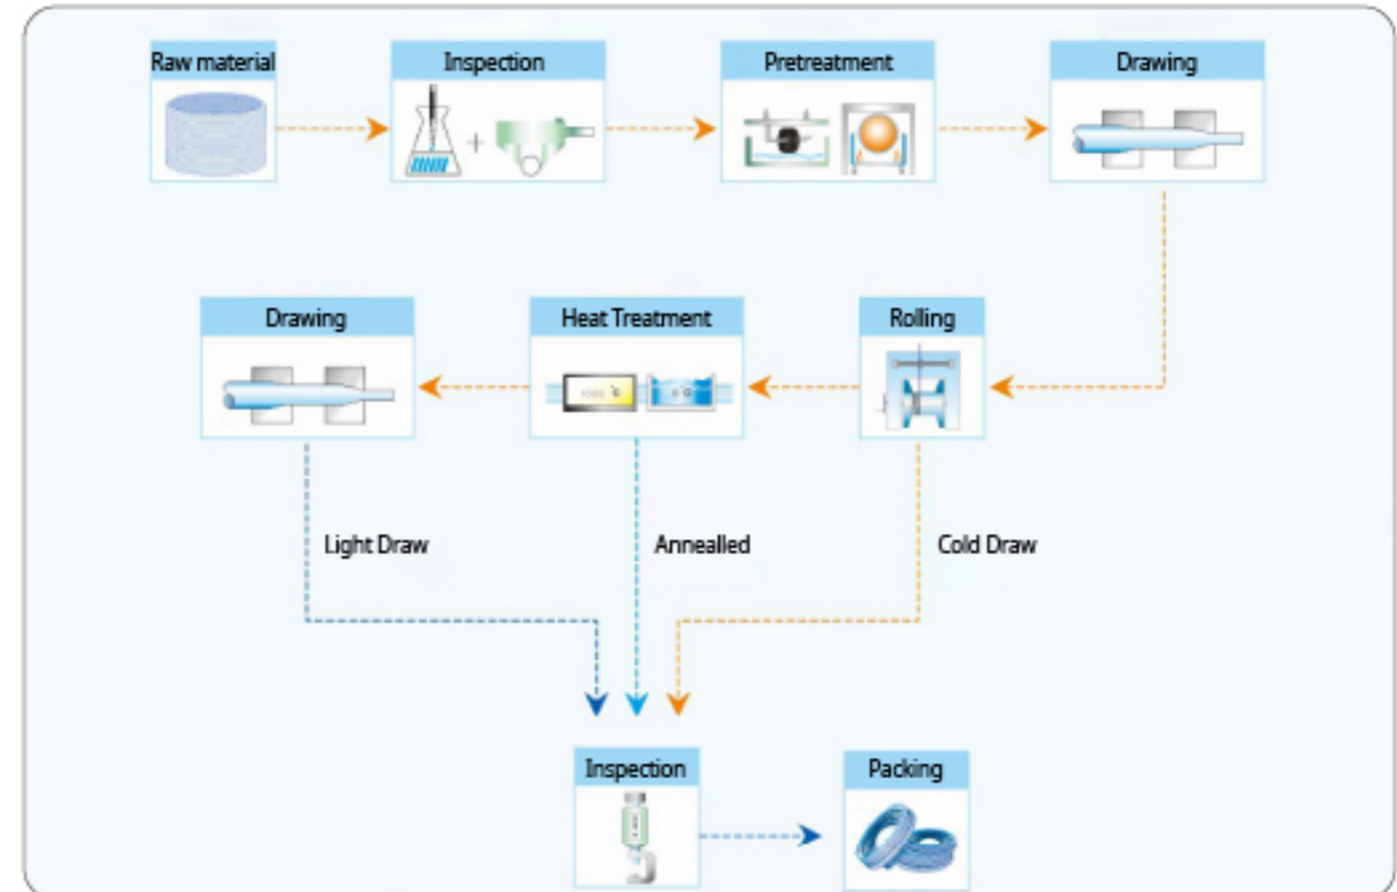 Raw material
Inspection
Pretreatment
Drawing
Drawing
Heat Treatment
Rolling
Light Draw
Annealled
Cold Draw
Inspection
Packing